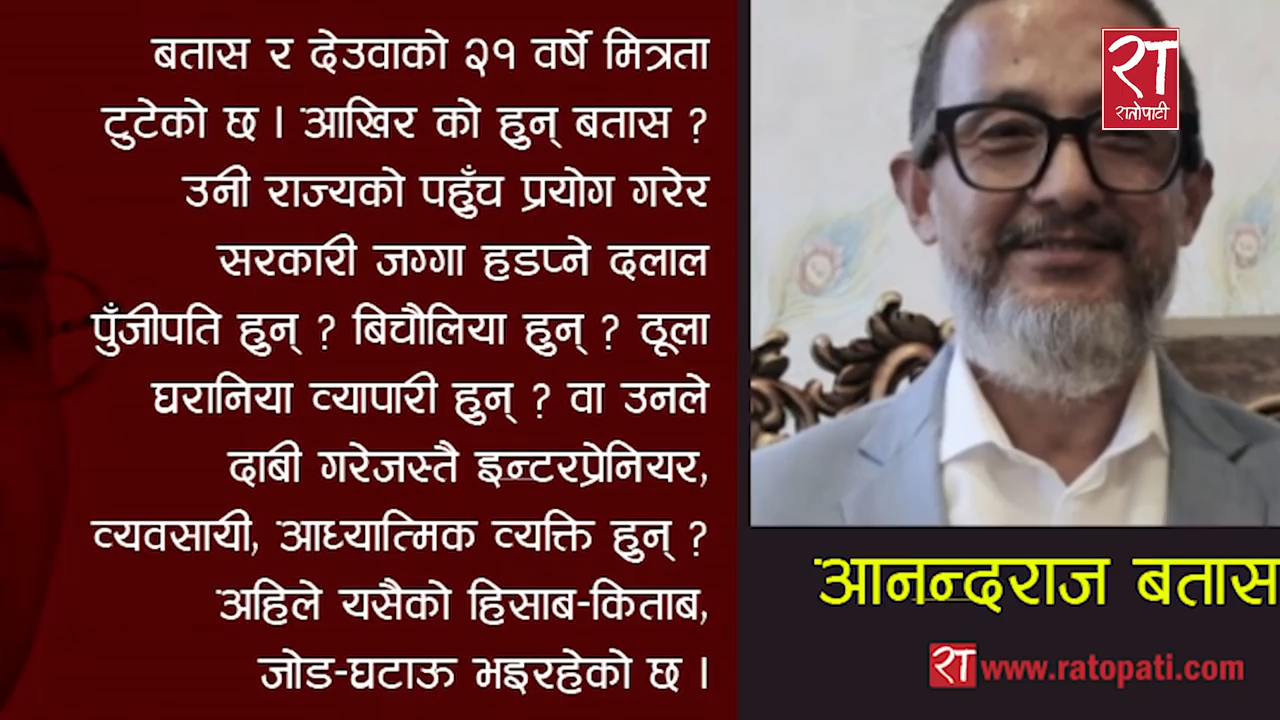 बतास र देउवाको २१ वर्षे मित्रता
टुटेको छ । आखिर को हुन् बतास ?
उनी राज्यको पहुँच प्रयोग गरेर
सरकारी जग्गा हडप्ने दलाल
पुँजीपति हुन् ? बिचौलिया हुन् ? ठूला
घरानिया व्यापारी हुन् ? वा उनले
दाबी गरेजस्तै इन्टरप्रेनियर,
व्यवसायी, आध्यात्मिक व्यक्ति हुन् ?
अहिले यसैको हिसाब-किताब,
जोड-घटाऊ भइरहेको छ ।
रा
रातोपाटी
आनन्दराज बतास
रा www.ratopati.com